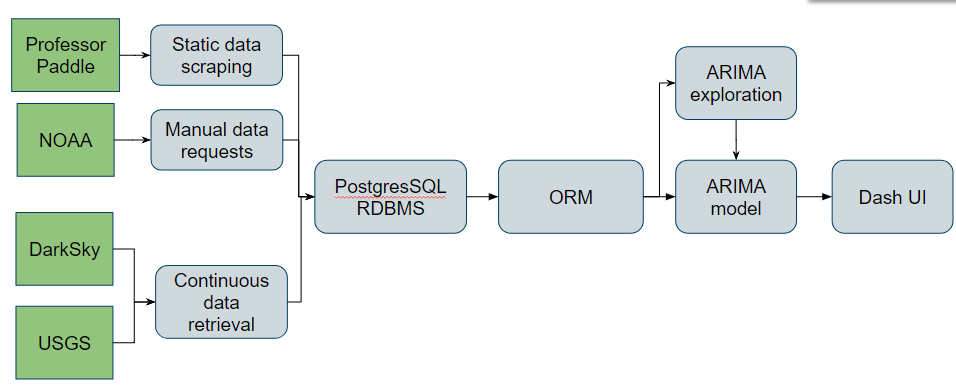 Professor
Paddle
Static data
scraping
NOAA
Manual data
requests
DarkSky
USGS
Continuous
data
retrieval
PostgresSQL
RDBMS
ORM
ARIMA
exploration
ARIMA
model
Dash UI